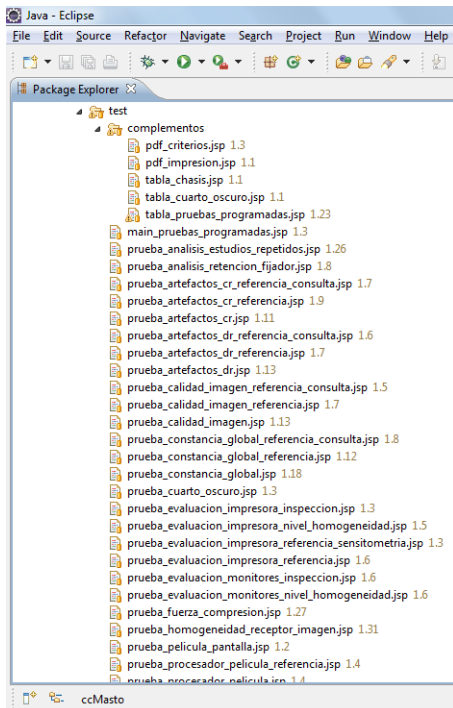 Java - Eclipse
File Edit Source Refactor Navigate Search Project Run Window Help
Package Explorer
test
complementos
pdf_criterios.jsp 1.3
pdf_impresion.jsp 1.1
tabla_chasis.jsp 1.1
tabla_cuarto_oscuro.jsp 1.1
tabla_pruebas_programadas.jsp 1.23
main_pruebas_programadas.jsp 1.3
prueba_analisis_estudios_repetidos.jsp 1.26
prueba_analisis_retencion_fijador.jsp 1.8
prueba_artefactos_cr_referencia_consulta.jsp 1.7
prueba_artefactos_cr_referencia.jsp 1.9
prueba_artefactos_cr.jsp 1.11
prueba_artefactos_dr_referencia_consulta.jsp 1.6
prueba_artefactos_dr_referencia.jsp 1.7
prueba_artefactos_dr.jsp 1.13
prueba_calidad_imagen_referencia_consulta.jsp 1.5
prueba_calidad_imagen_referencia.jsp 1.7
prueba_calidad_imagen.jsp 1.13
prueba_constancia_global_referencia_consulta.jsp 1.8
prueba_constancia_global_referencia.jsp 1.12
prueba_constancia_global.jsp 1.18
prueba_cuarto_oscuro.jsp 1.3
prueba_evaluacion_impresora_inspeccion.jsp 1.3
prueba_evaluacion_impresora_nivel_homogeneidad.jsp 1.5
prueba_evaluacion_impresora_referencia_sensitometria.jsp 1.3
prueba_evaluacion_impresora_referencia.jsp 1.6
prueba_evaluacion_monitores_inspeccion.jsp 1.6
prueba_evaluacion_monitores_nivel_homogeneidad.jsp 1.6
prueba_fuerza_compresion.jsp 1.27
prueba_homogeneidad_receptor_imagen.jsp 1.31
prueba_pelicula_pantalla.jsp 1.2
prueba_procesador_pelicula_referencia.jsp 1.4
prueba_procesador_pelicula.jsp 1.4
ccMasto